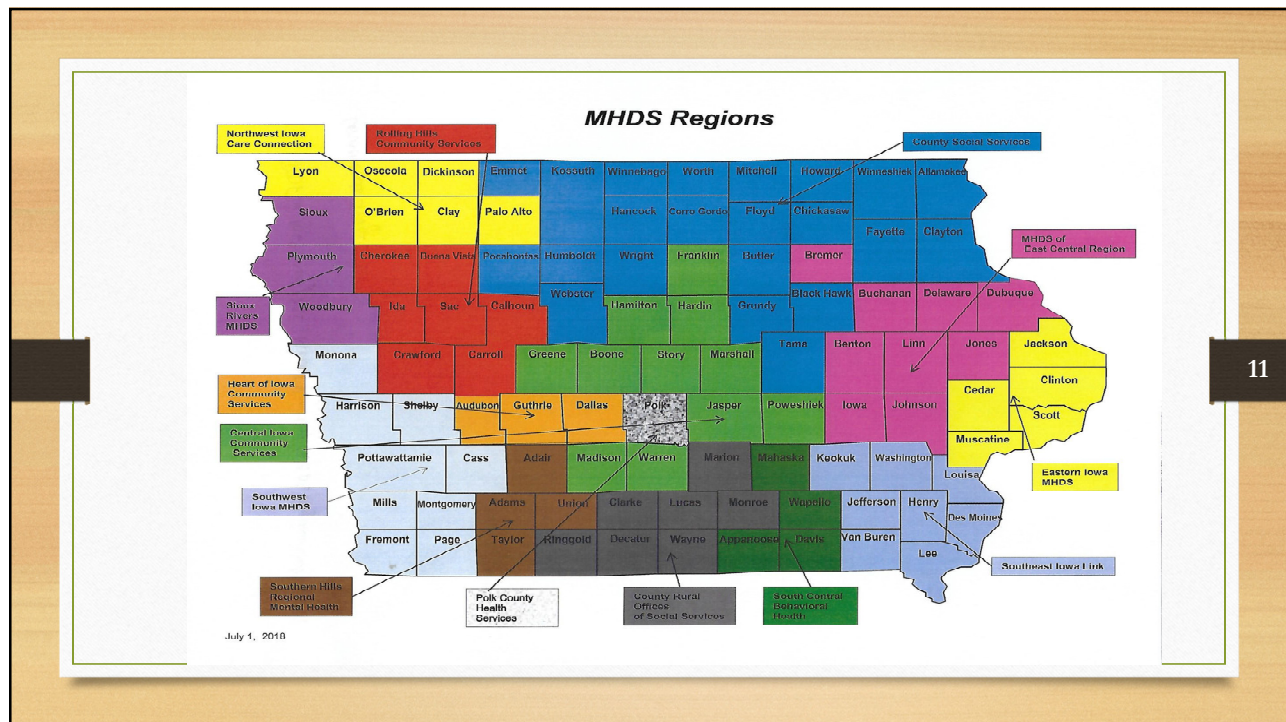 MHDS Regions
Northwest Iowa
Care Connection
Rolling Hills
Community Services
County Social Services
Lyon Osceola Dickinson Emmet Kossuth Winnebago Worth Mitchell Howard Winneshiek Allamakee
Sioux O'Brien Clay Palo Alto Hancock Cerro Gordo Floyd Chickasaw
Fayette Clayton
MHDS of
East Central Region
Plymouth Cherokee Buena Vista Pocahontas Humboldt Wright Franklin Butler Bremer
Sioux
Rivers
MHDS
Woodbury Ida Sac Calhoun Webster Hamilton Hardin Grundy Black Hawk Buchanan Delaware Dubuque
Monona Crawford Carroll Greene Boone Story Marshall Tama Benton Linn Jones Jackson
Clinton
11
Heart of Iowa
Community
Services
Harrison Shelby Audubon Guthrie Dallas Polk Jasper Poweshiek Iowa Johnson Cedar Scott
Muscatine
Central Iowa
Community
Services
Pottawattamie Cass Adair Madison Warren Marion Mahaska Keokuk Washington Louisa
Eastern Iowa
MHDS
Southwest
Iowa MHDS
Mills Montgomery Adams Union Clarke Lucas Monroe Wapello Jefferson Henry Des Moines
Fremont Page Taylor Ringgold Decatur Wayne Appanoose Davis Van Buren Lee
Southeast Iowa Link
Southern Hills
Regional
Mental Health
Polk County
Health
Services
County Rural
Offices
of Social Services
South Central
Behavioral
Health
July 1, 2018